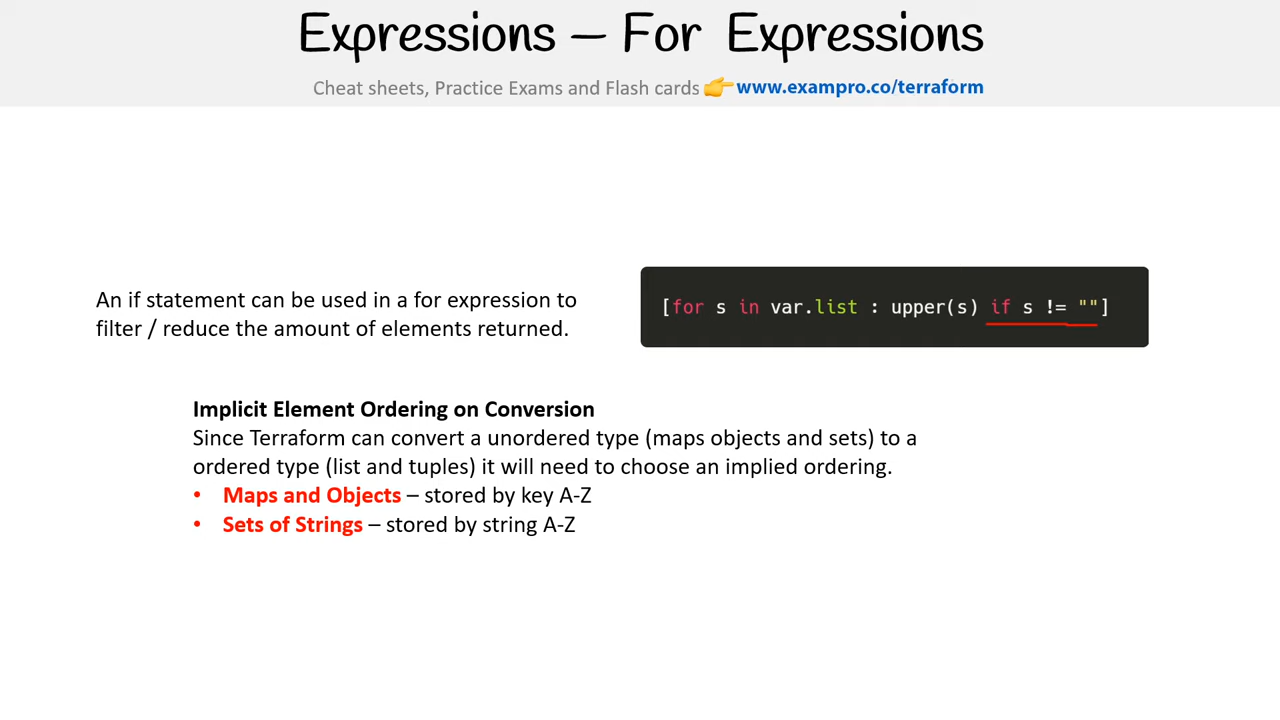 Expressions — For Expressions
Cheat sheets, Practice Exams and Flash cards 👉 www.exampro.co/terraform
An if statement can be used in a for expression to
filter / reduce the amount of elements returned.
[for s in var.list : upper(s) if s != ""]
Implicit Element Ordering on Conversion
Since Terraform can convert a unordered type (maps objects and sets) to a
ordered type (list and tuples) it will need to choose an implied ordering.
• Maps and Objects – stored by key A-Z
• Sets of Strings – stored by string A-Z